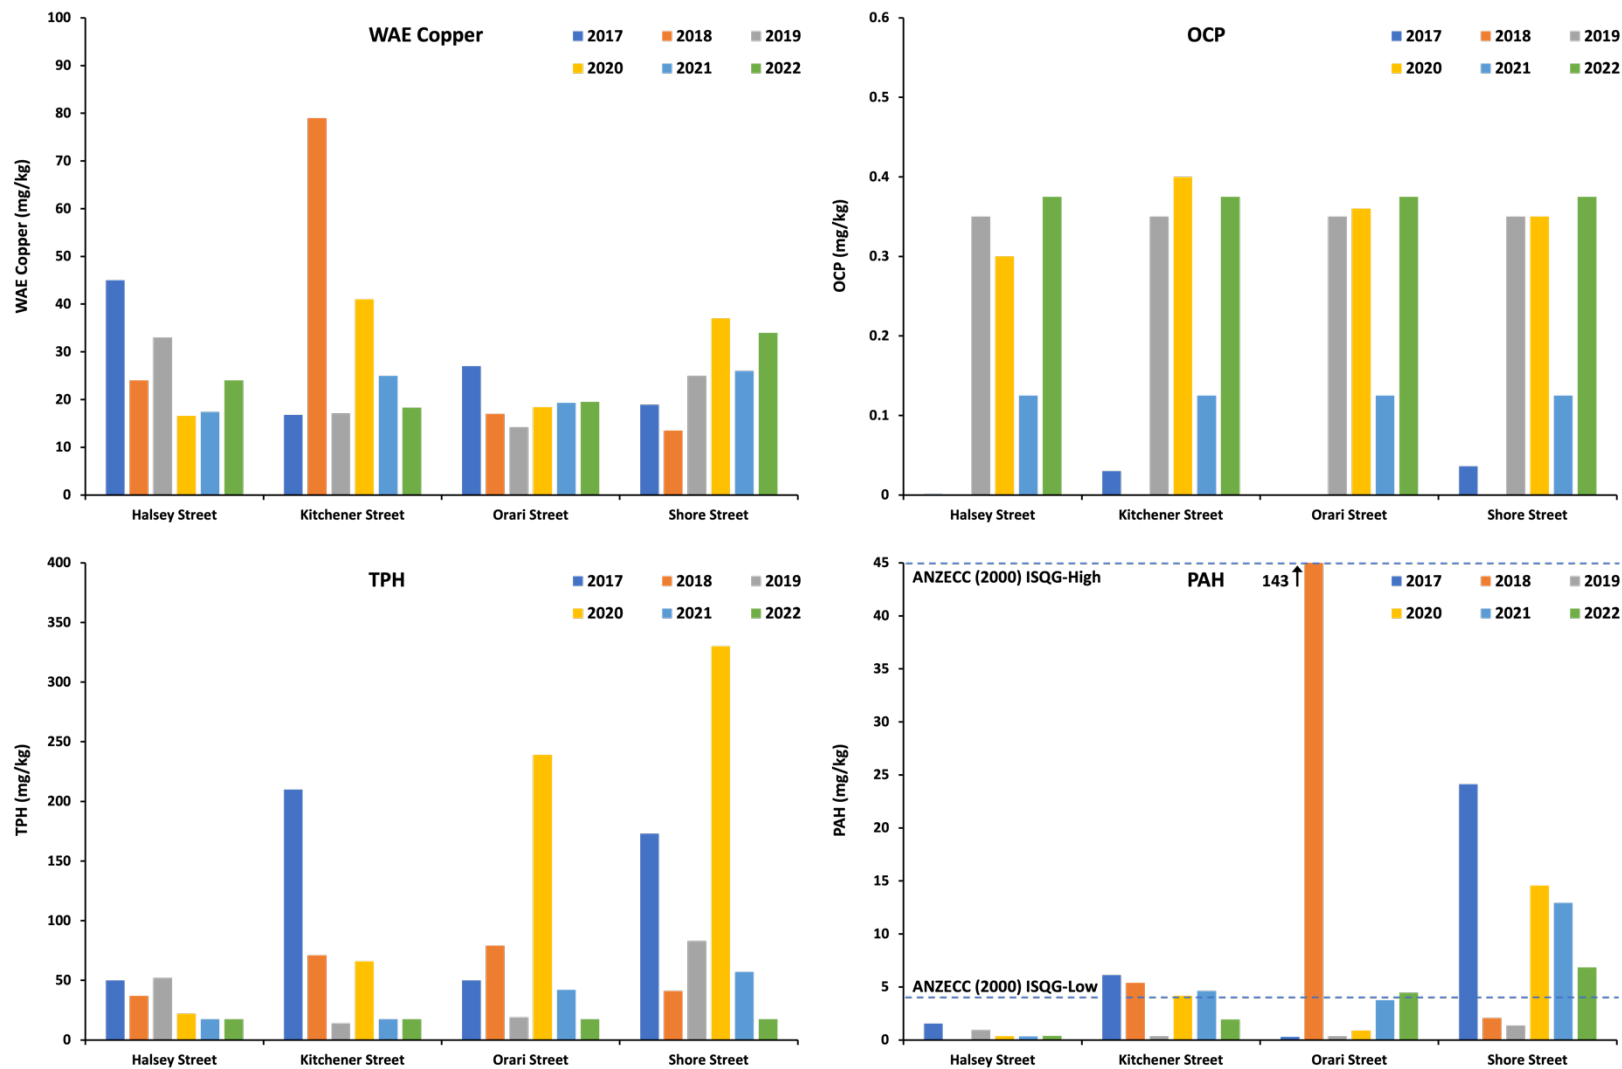 WAE Copper
2017 2018 2019
2020 2021 2022
WAE Copper (mg/kg)
100
90
80
70
60
50
40
30
20
10
0
Halsey Street Kitchener Street Orari Street Shore Street
OCP
2017 2018 2019
2020 2021 2022
OCP (mg/kg)
0.6
0.5
0.4
0.3
0.2
0.1
0
Halsey Street Kitchener Street Orari Street Shore Street
TPH
2017 2018 2019
2020 2021 2022
TPH (mg/kg)
400
350
300
250
200
150
100
50
0
Halsey Street Kitchener Street Orari Street Shore Street
ANZECC (2000) ISQG-High
PAH
143
2017 2018 2019
2020 2021 2022
PAH (mg/kg)
45
40
35
30
25
20
15
10
5
0
ANZECC (2000) ISQG-Low
Halsey Street Kitchener Street Orari Street Shore Street